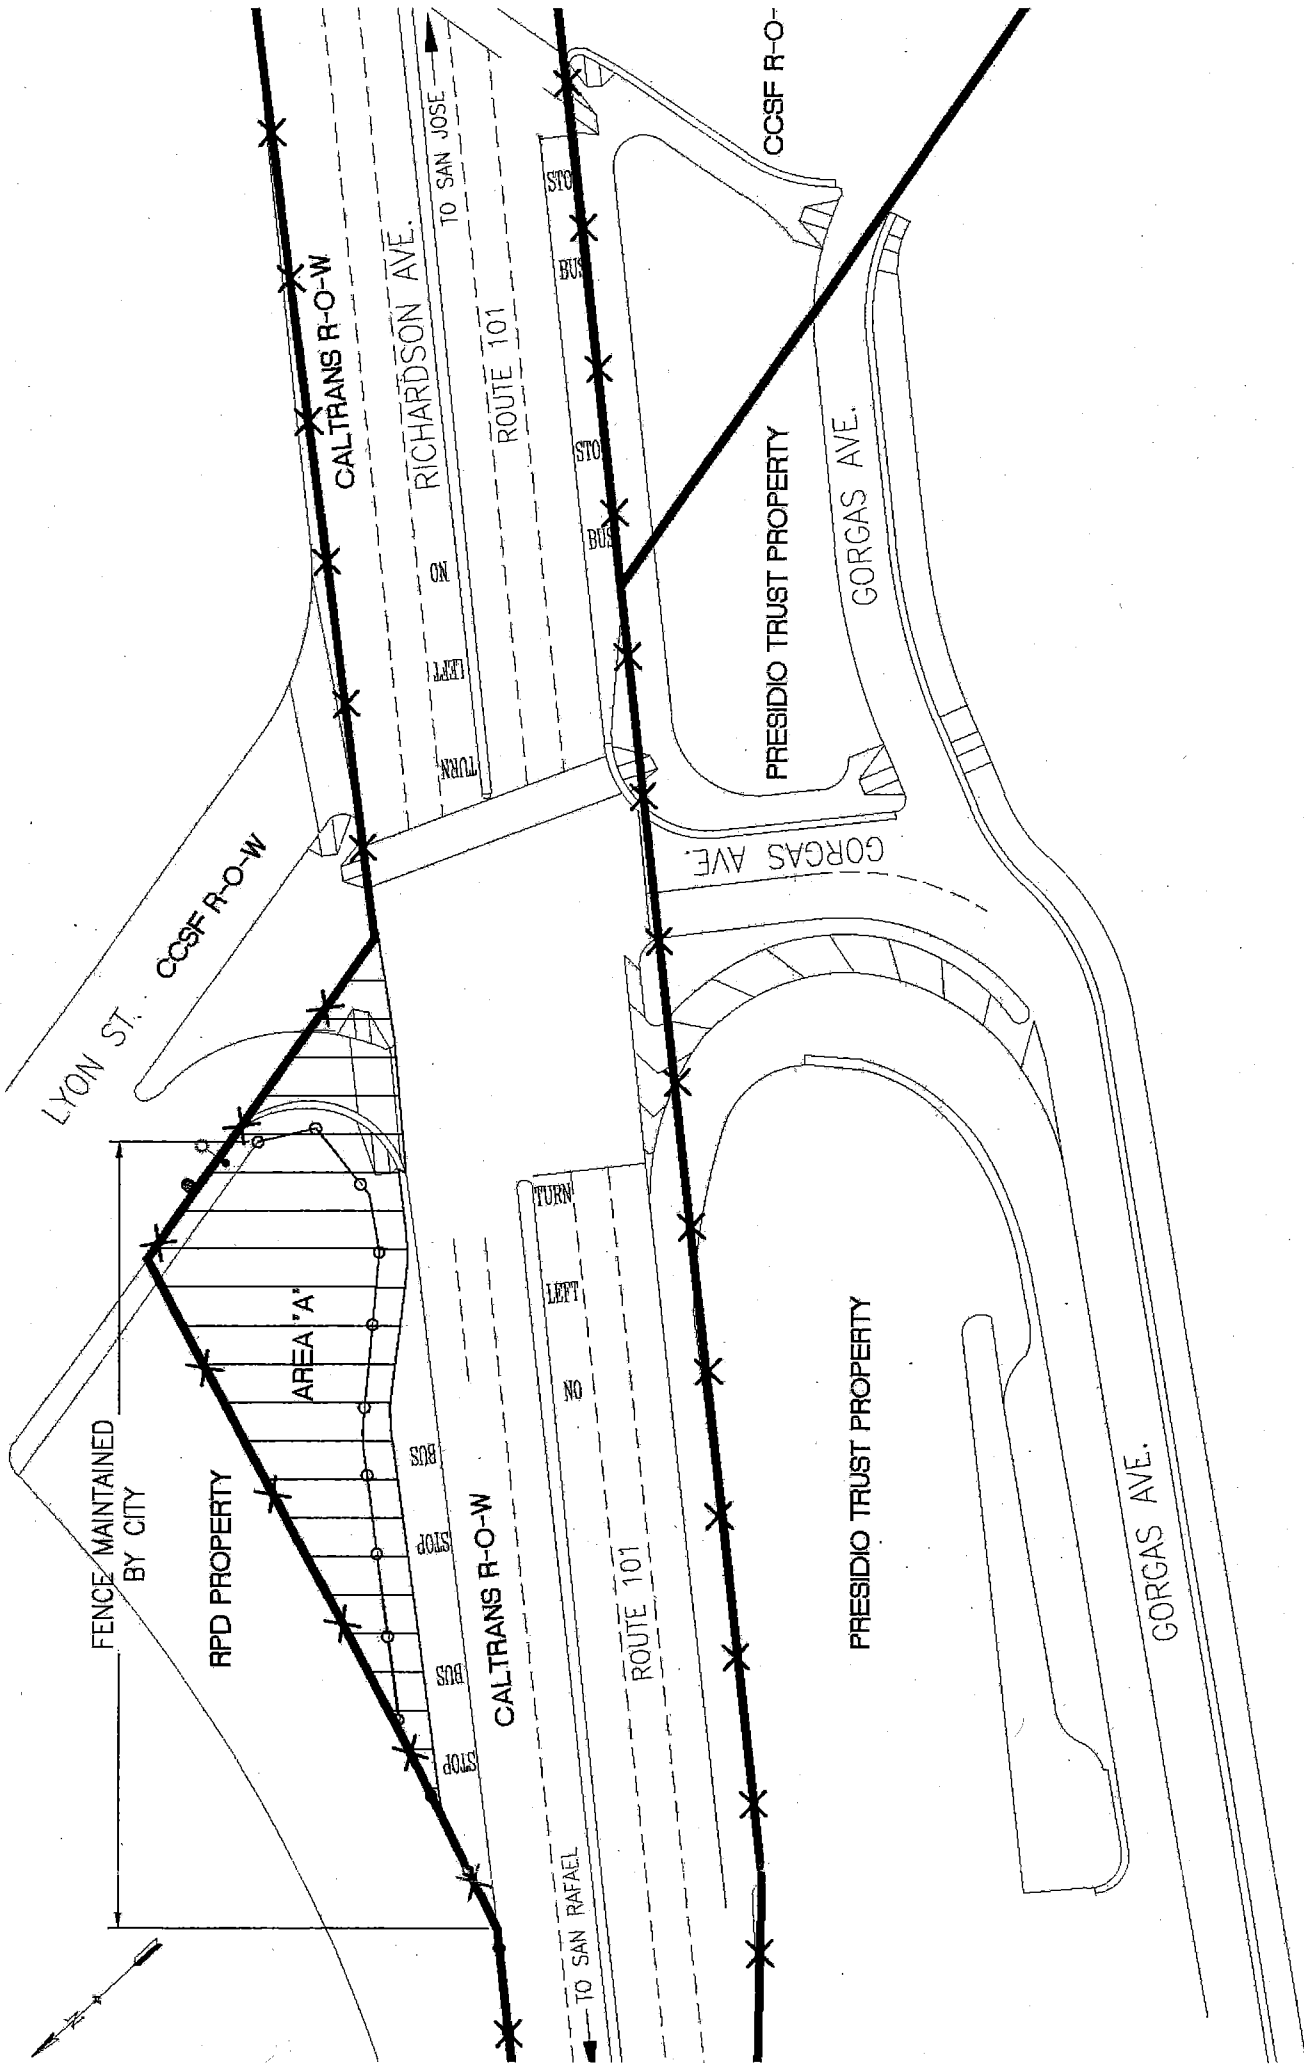 LYON ST.
CCSF R-O-W
FENCE MAINTAINED
BY CITY
RPD PROPERTY
AREA "A"
CALTRANS R-O-W
BUS
STOP
BUS
STOP
TO SAN RAFAEL
NO
LEFT
TURN
ROUTE 101
PRESIDIO TRUST PROPERTY
GORGAS AVE.
CALTRANS R-O-W
RICHARDSON AVE.
TO SAN JOSE
ROUTE 101
NO
LEFT
TURN
BUS
STO
BUS
STO
CCSF R-O-
PRESIDIO TRUST PROPERTY
GORGAS AVE.
GORGAS AVE.
N